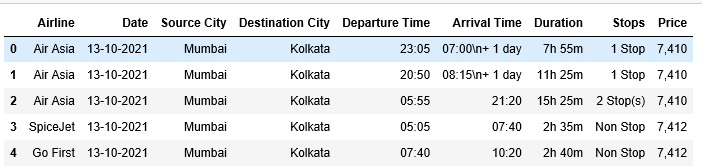 Airline Date Source City Destination City Departure Time Arrival Time Duration Stops Price
0 Air Asia 13-10-2021 Mumbai Kolkata 23:05 07:00\n+ 1 day 7h 55m 1 Stop 7,410
1 Air Asia 13-10-2021 Mumbai Kolkata 20:50 08:15\n+ 1 day 11h 25m 1 Stop 7,410
2 Air Asia 13-10-2021 Mumbai Kolkata 05:55 21:20 15h 25m 2 Stop(s) 7,410
3 SpiceJet 13-10-2021 Mumbai Kolkata 05:05 07:40 2h 35m Non Stop 7,412
4 Go First 13-10-2021 Mumbai Kolkata 07:40 10:20 2h 40m Non Stop 7,412